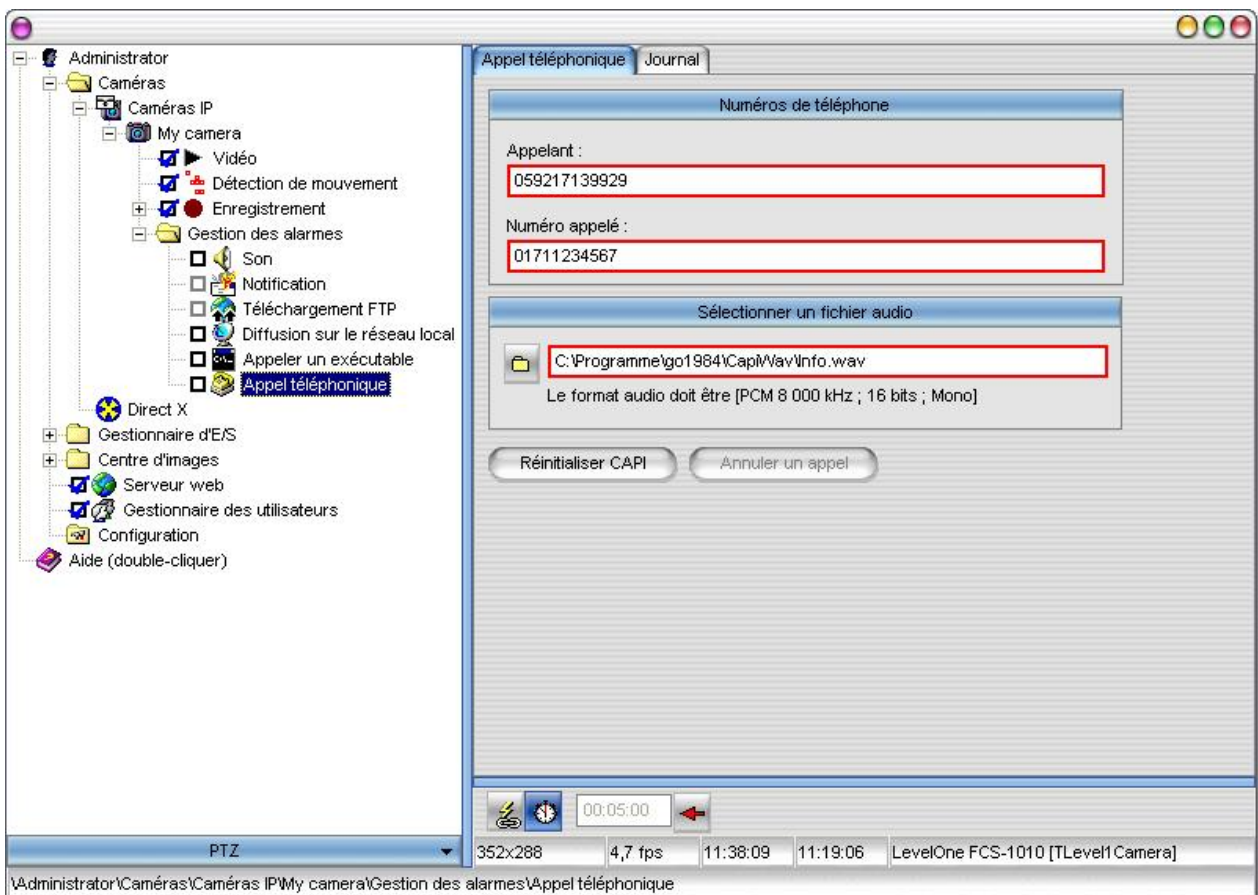 Administrator
Caméras
Caméras IP
My camera
Vidéo
Détection de mouvement
Enregistrement
Gestion des alarmes
Son
Notification
Téléchargement FTP
Diffusion sur le réseau local
Appeler un exécutable
Appel téléphonique
Direct X
Gestionnaire d'E/S
Centre d'images
Serveur web
Gestionnaire des utilisateurs
Configuration
Aide (double-cliquer)
PTZ
Appel téléphonique Journal
Numéros de téléphone
Appelant :
059217139929
Numéro appelé :
01711234567
Sélectionner un fichier audio
C:\Programme\go1984\CapiWav\Info.wav
Le format audio doit être [PCM 8 000 kHz ; 16 bits ; Mono]
Réinitialiser CAPI Annuler un appel
00:05:00
352x288 4,7 fps 11:38:09 11:19:06 LevelOne FCS-1010 [TLevel1Camera]
\Administrator\Caméras\Caméras IP\My camera\Gestion des alarmes\Appel téléphonique